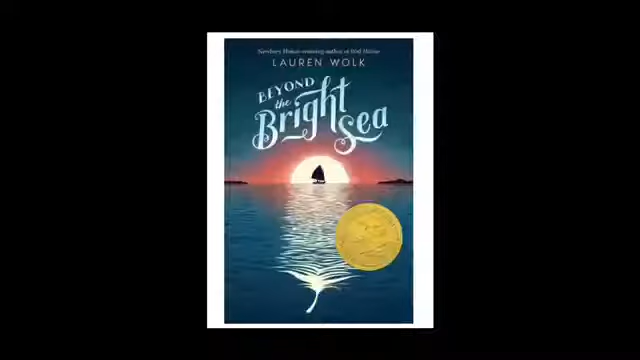 Newbery Honor-winning author of Wolf Hollow
LAUREN WOLK
BEYOND
the
Bright
Sea